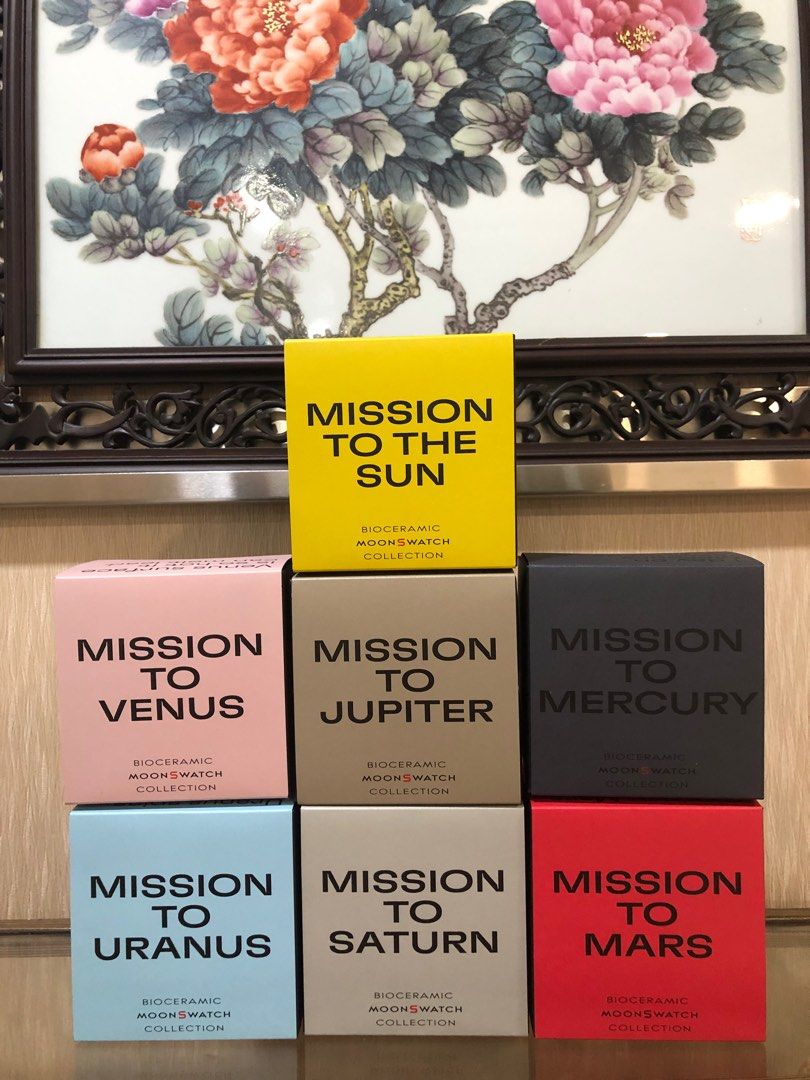 MISSION
TO THE
SUN
BIOCERAMIC
MOONSWATCH
COLLECTION
MISSION
TO
VENUS
BIOCERAMIC
MOONSWATCH
COLLECTION
MISSION
TO
JUPITER
BIOCERAMIC
MOONSWATCH
COLLECTION
MISSION
TO
MERCURY
BIOCERAMIC
MOONSWATCH
COLLECTION
MISSION
TO
URANUS
BIOCERAMIC
MOONSWATCH
COLLECTION
MISSION
TO
SATURN
BIOCERAMIC
MOONSWATCH
COLLECTION
MISSION
TO
MARS
BIOCERAMIC
MOONSWATCH
COLLECTION